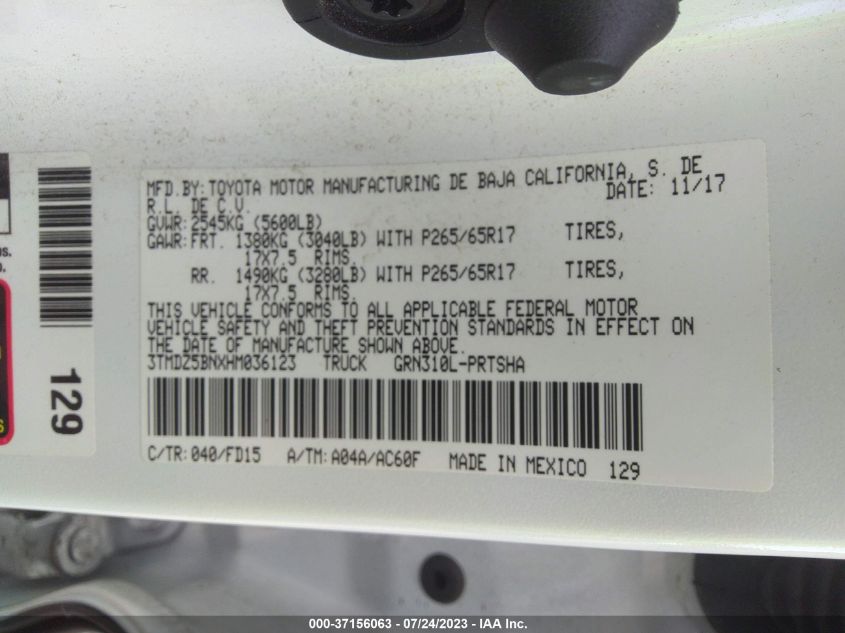 MFD.BY:TOYOTA MOTOR MANUFACTURING DE BAJA CALIFORNIA, S. DE
R.L. DE C.V. DATE: 11/17
GVWR: 2545KG (5600LB)
GAWR:FRT. 1380KG (3040LB) WITH P265/65R17 TIRES,
17X7.5 RIMS.
RR. 1490KG (3280LB) WITH P265/65R17 TIRES,
17X7.5 RIMS.
THIS VEHICLE CONFORMS TO ALL APPLICABLE FEDERAL MOTOR
VEHICLE SAFETY AND THEFT PREVENTION STANDARDS IN EFFECT ON
THE DATE OF MANUFACTURE SHOWN ABOVE.
3TMDZ5BNXHM036123 TRUCK GRN310L-PRTSHA
C/TR:040/FD15 A/TM:A04A/AC60F MADE IN MEXICO 129
129
000-37156063 - 07/24/2023 - IAA Inc.